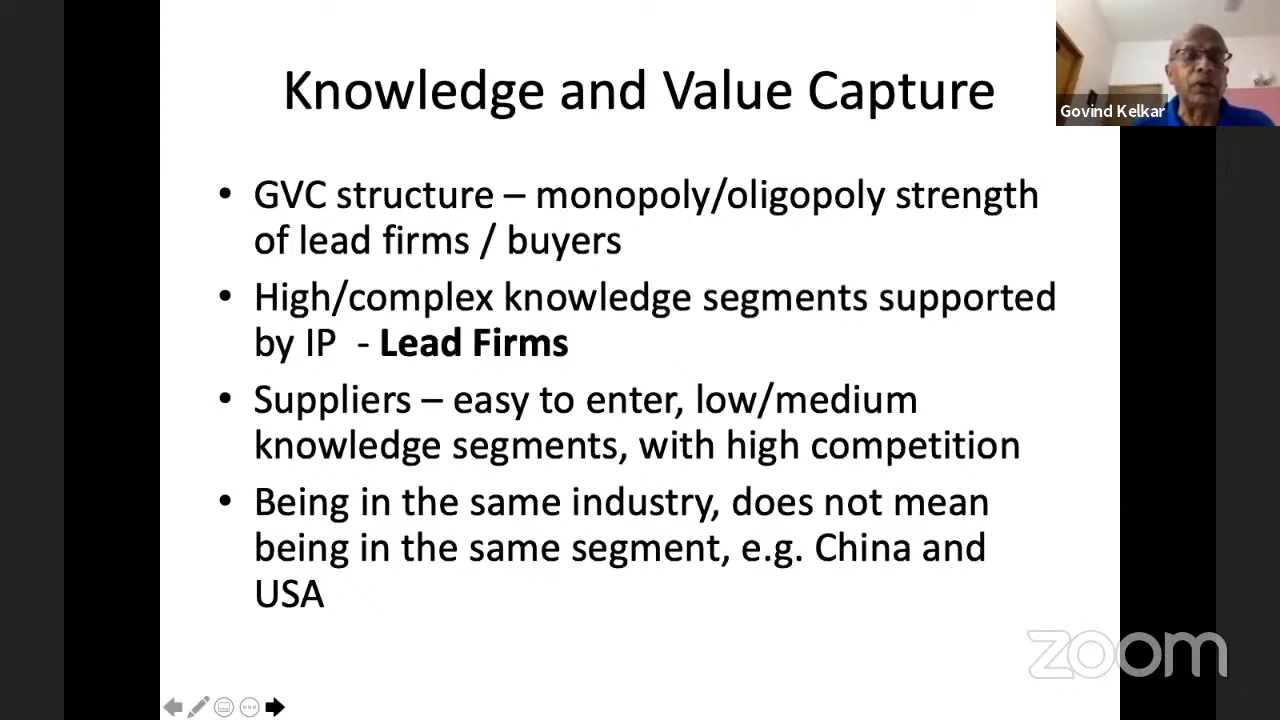 Knowledge and Value Capture
Govind Kelkar
• GVC structure – monopoly/oligopoly strength
of lead firms / buyers
• High/complex knowledge segments supported
by IP - Lead Firms
• Suppliers – easy to enter, low/medium
knowledge segments, with high competition
• Being in the same industry, does not mean
being in the same segment, e.g. China and
USA
zoom